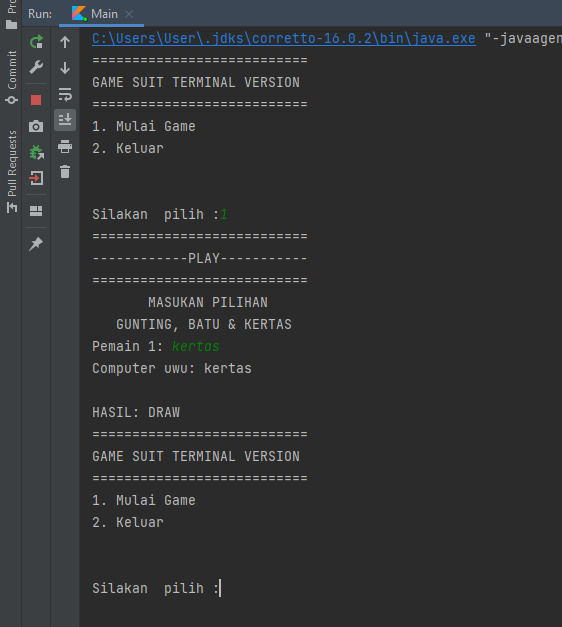 Run:
Main
Commit
Pull Requests
C:\Users\User\.jdks\corretto-16.0.2\bin\java.exe "-javaagen
===========================
GAME SUIT TERMINAL VERSION
===========================
1. Mulai Game
2. Keluar
Silakan  pilih :1
===========================
------------PLAY-----------
===========================
MASUKAN PILIHAN
GUNTING, BATU & KERTAS
Pemain 1: kertas
Computer uwu: kertas
HASIL: DRAW
===========================
GAME SUIT TERMINAL VERSION
===========================
1. Mulai Game
2. Keluar
Silakan  pilih :